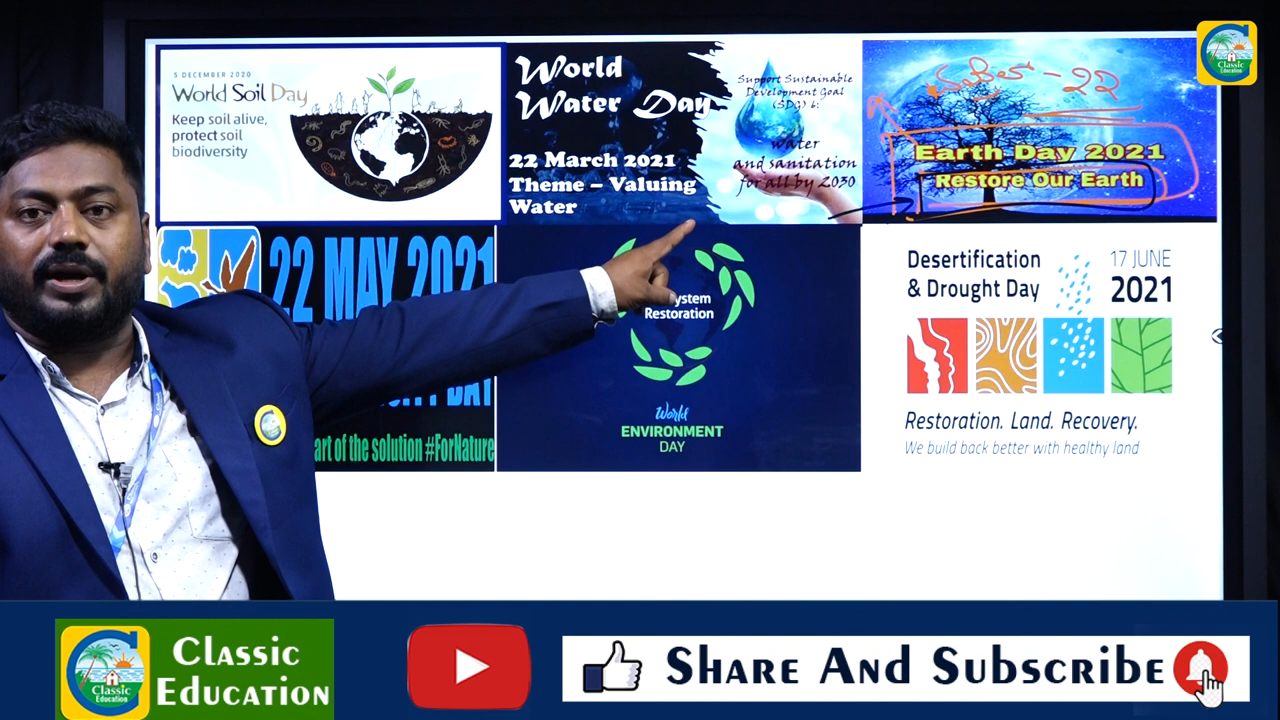 5 DECEMBER 2020
World Soil Day
Keep soil alive,
protect soil
biodiversity
World
Water Day
22 March 2021
Theme – Valuing
Water
Support Sustainable
Development Goal
(SDG) 6:
water
and sanitation
for all by 2030
- ೨೨
Earth Day 2021
Restore Our Earth
Classic
Education
22 MAY 2021
DAY
art of the solution #ForNature
ystem
Restoration
World
ENVIRONMENT
DAY
Desertification
& Drought Day
17 JUNE
2021
Restoration. Land. Recovery.
We build back better with healthy land
Classic
Education
CLASSIC
EDUCATION
SHARE AND SUBSCRIBE